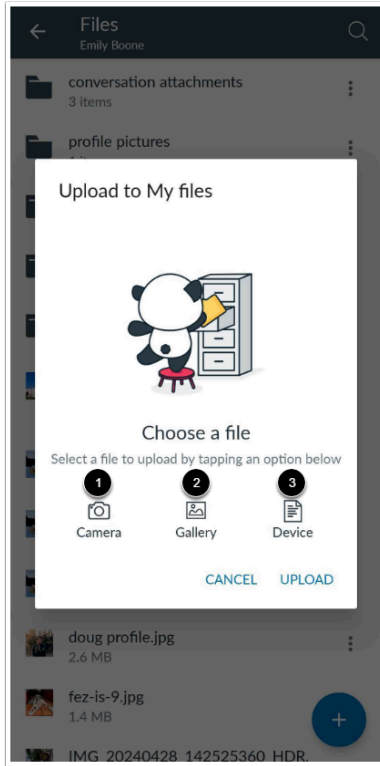 Files
Emily Boone
conversation attachments
3 items
profile pictures
Upload to My files
Choose a file
Select a file to upload by tapping an option below
1 2 3
Camera Gallery Device
CANCEL UPLOAD
doug profile.jpg
2.6 MB
fez-is-9.jpg
1.4 MB
IMG_20240428_142525360_HDR.